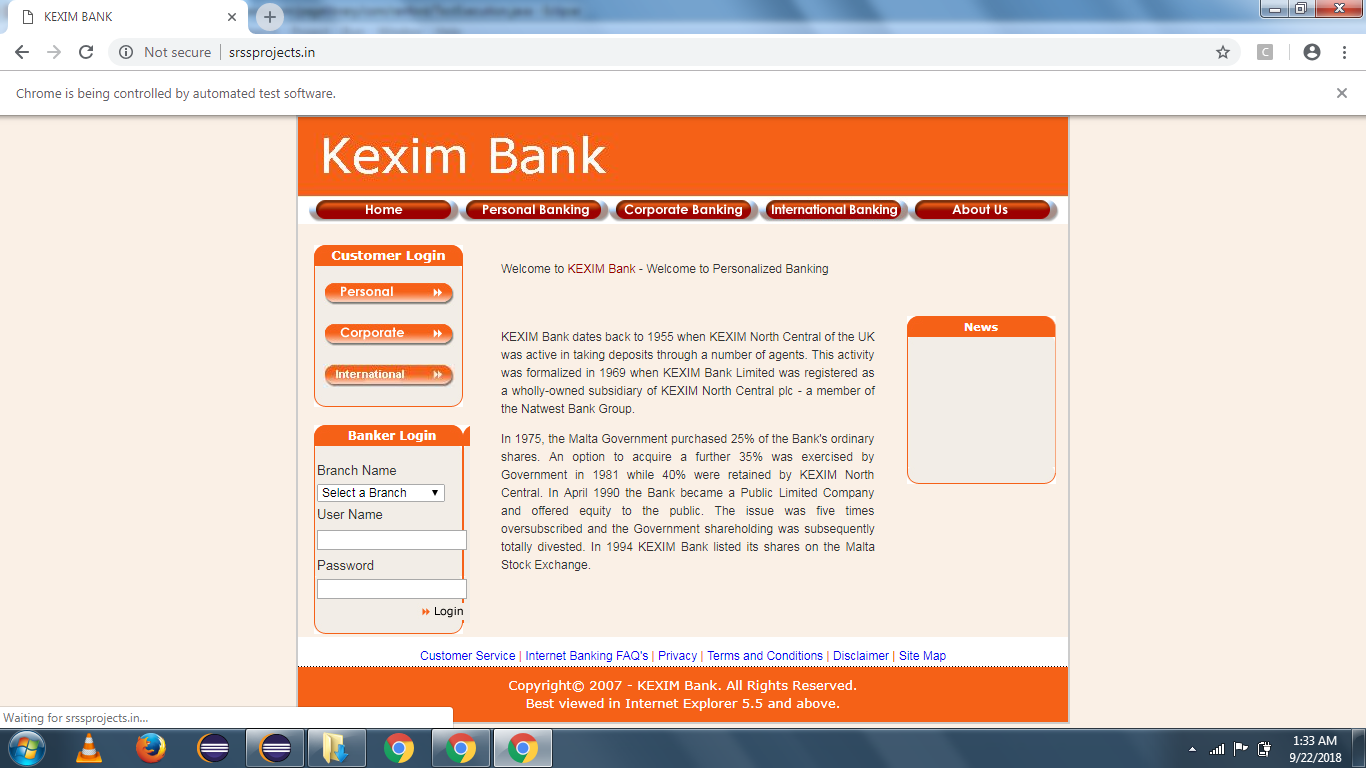 KEXIM BANK
Not secure
srssprojects.in
Chrome is being controlled by automated test software.
Kexim Bank
Home
Personal Banking
Corporate Banking
International Banking
About Us
Customer Login
Personal
Corporate
International
Banker Login
Branch Name
Select a Branch
User Name
Password
Login
Welcome to KEXIM Bank - Welcome to Personalized Banking
KEXIM Bank dates back to 1955 when KEXIM North Central of the UK
was active in taking deposits through a number of agents. This activity
was formalized in 1969 when KEXIM Bank Limited was registered as
a wholly-owned subsidiary of KEXIM North Central plc - a member of
the Natwest Bank Group.
In 1975, the Malta Government purchased 25% of the Bank's ordinary
shares. An option to acquire a further 35% was exercised by
Government in 1981 while 40% were retained by KEXIM North
Central. In April 1990 the Bank became a Public Limited Company
and offered equity to the public. The issue was five times
oversubscribed and the Government shareholding was subsequently
totally divested. In 1994 KEXIM Bank listed its shares on the Malta
Stock Exchange.
News
Customer Service | Internet Banking FAQ's | Privacy | Terms and Conditions | Disclaimer | Site Map
Copyright© 2007 - KEXIM Bank. All Rights Reserved.
Best viewed in Internet Explorer 5.5 and above.
Waiting for srssprojects.in...
1:33 AM
9/22/2018